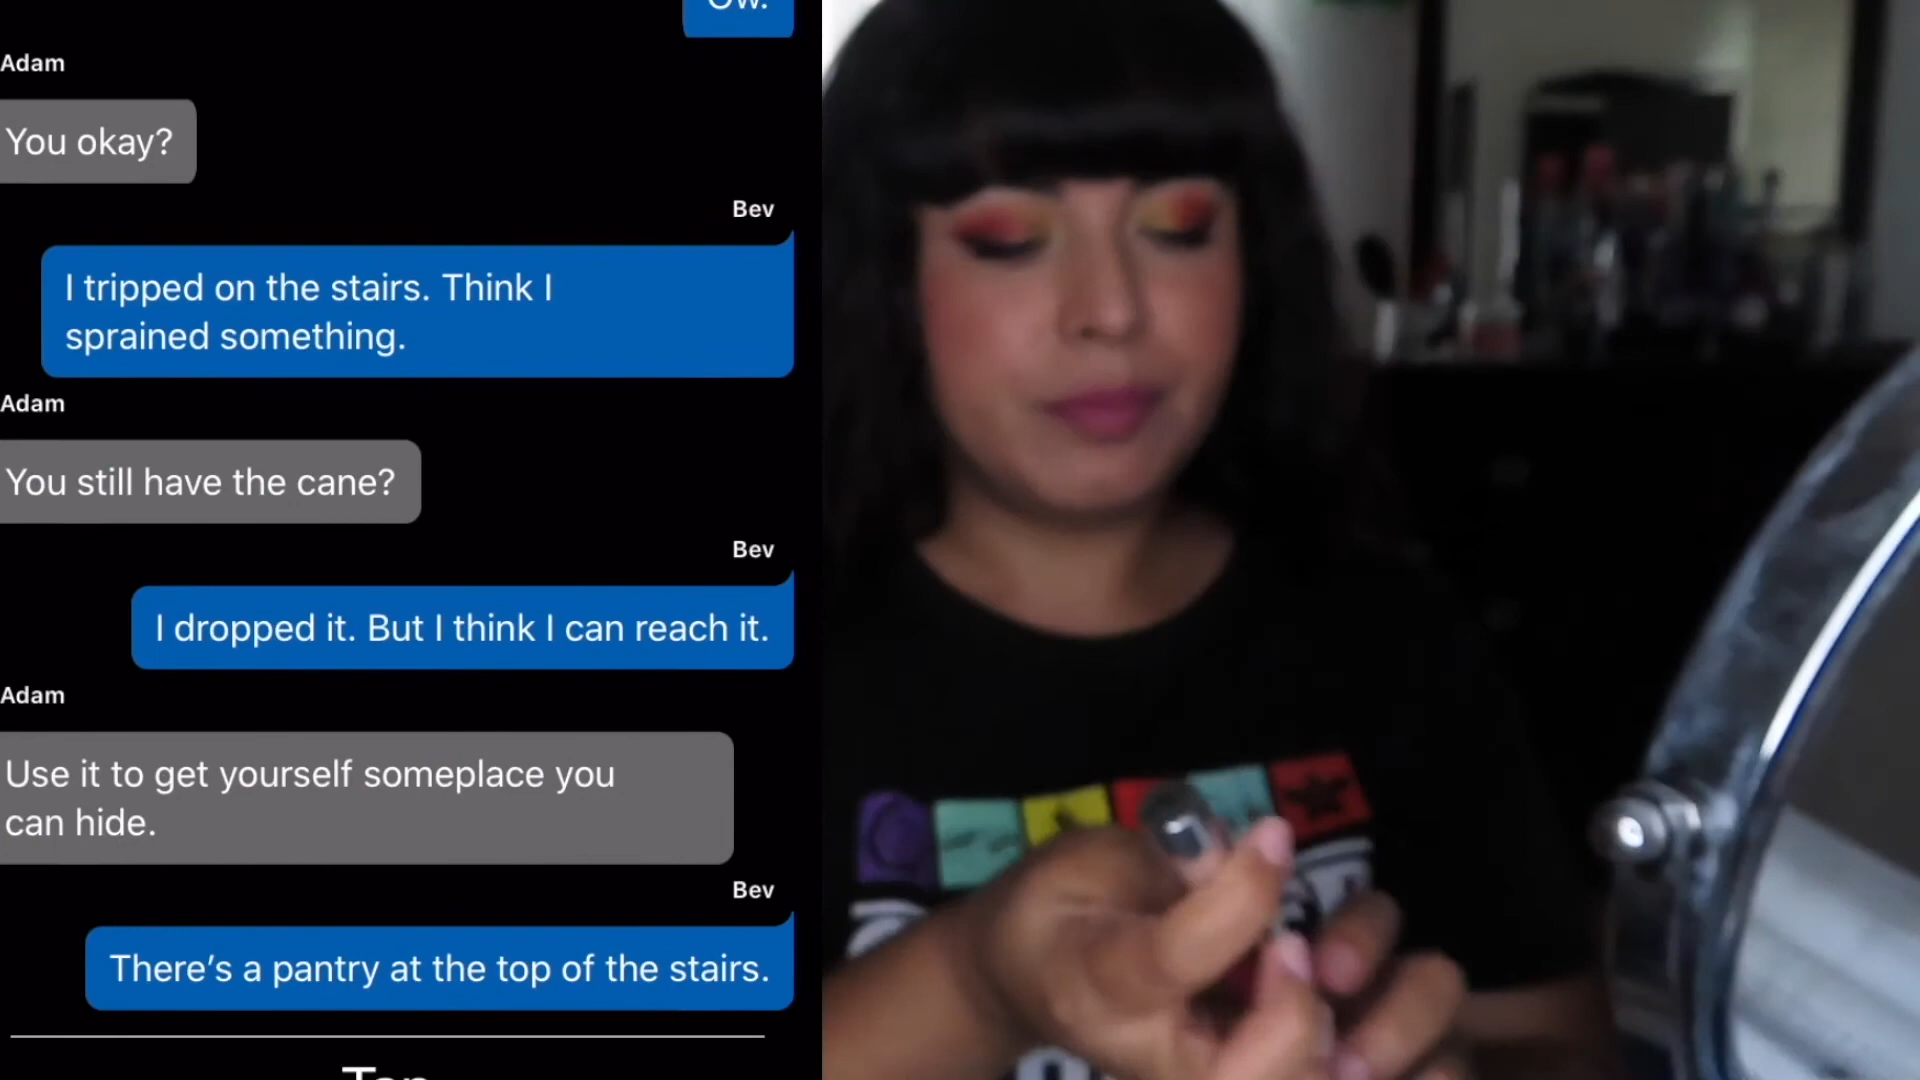 Ow.
Adam
You okay?
Bev
I tripped on the stairs. Think I
sprained something.
Adam
You still have the cane?
Bev
I dropped it. But I think I can reach it.
Adam
Use it to get yourself someplace you
can hide.
Bev
There’s a pantry at the top of the stairs.
Tap